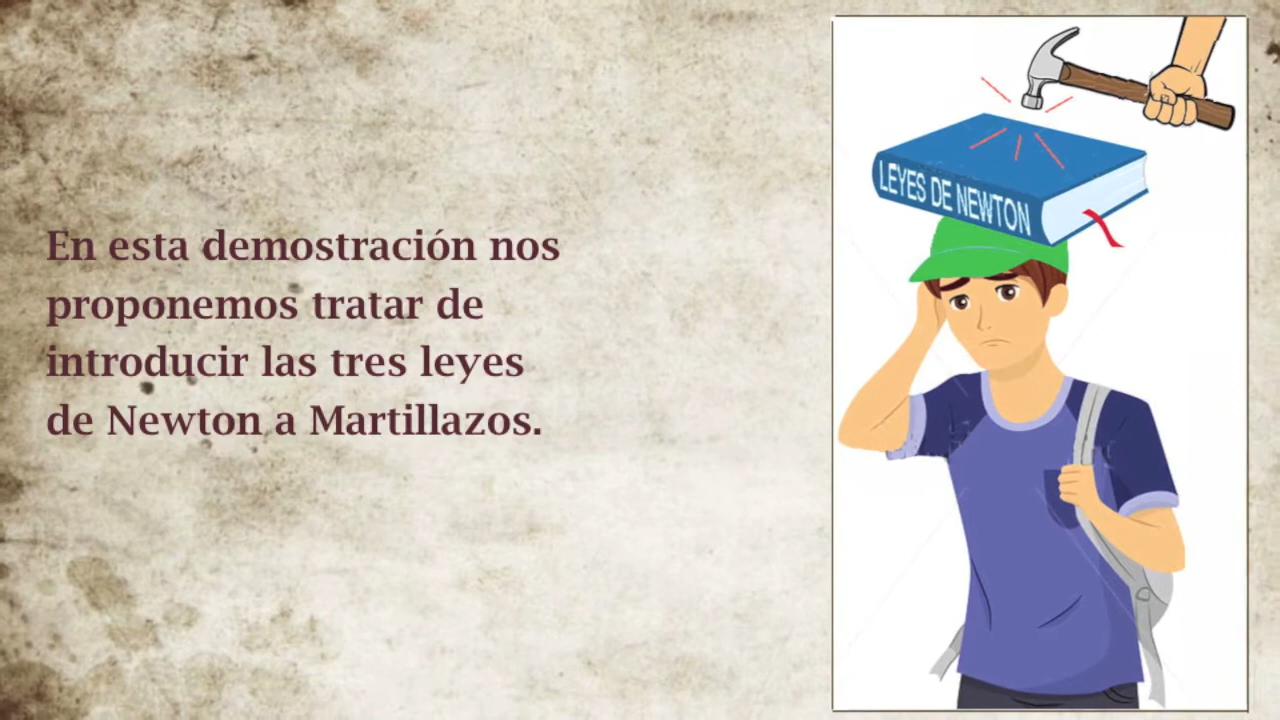 En esta demostración nos
proponemos tratar de
introducir las tres leyes
de Newton a Martillazos.
LEYES DE NEWTON